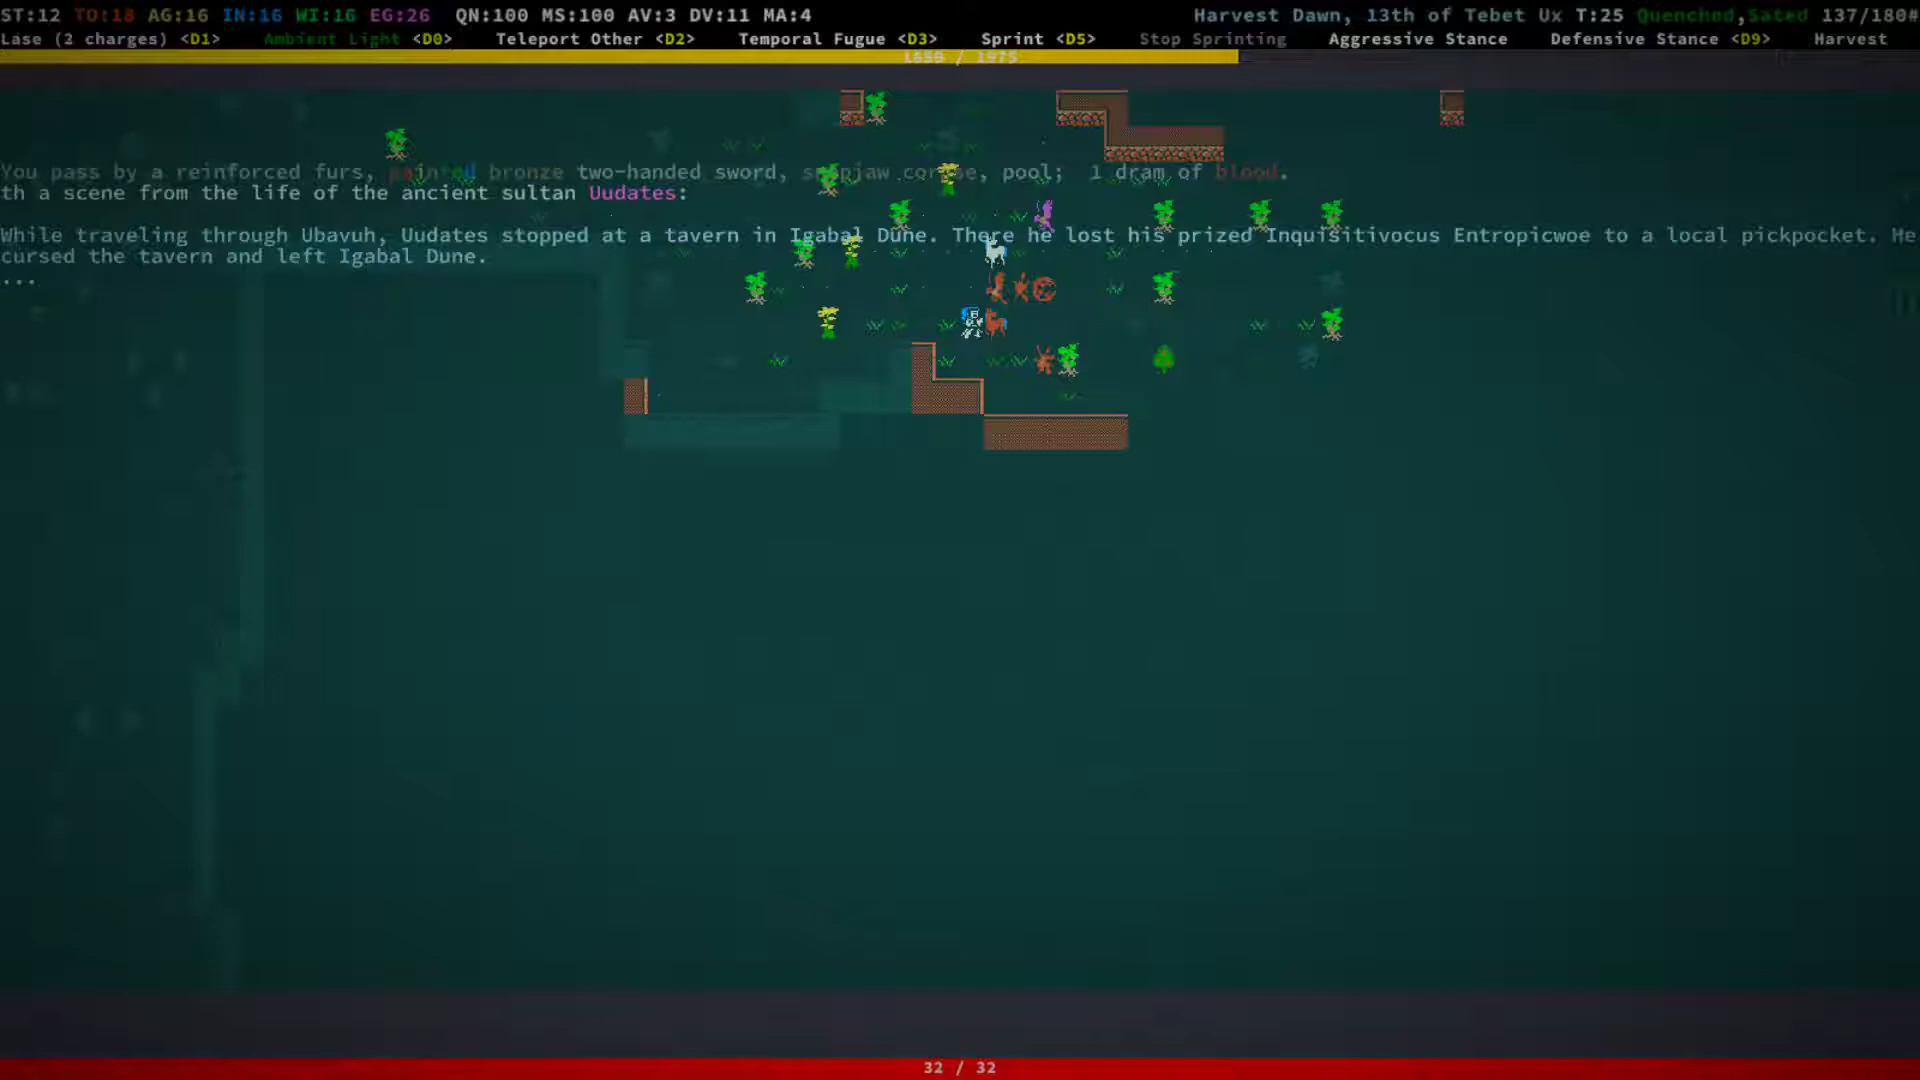 ST:12 TO:18 AG:16 IN:16 WI:16 EG:26 QN:100 MS:100 AV:3 DV:11 MA:4 Harvest Dawn, 13th of Tebet Ux T:25 Quenched,Sated 137/180#
Lase (2 charges) <D1> Ambient Light <D0> Teleport Other <D2> Temporal Fugue <D3> Sprint <D5> Stop Sprinting Aggressive Stance Defensive Stance <D9> Harvest
1650 / 1975
You pass by a reinforced furs, painted bronze two-handed sword, snapjaw corpse, pool; 1 dram of blood.
th a scene from the life of the ancient sultan Uudates:
While traveling through Ubavuh, Uudates stopped at a tavern in Igabal Dune. There he lost his prized Inquisitivocus Entropicwoe to a local pickpocket. He
cursed the tavern and left Igabal Dune.
...
32 / 32